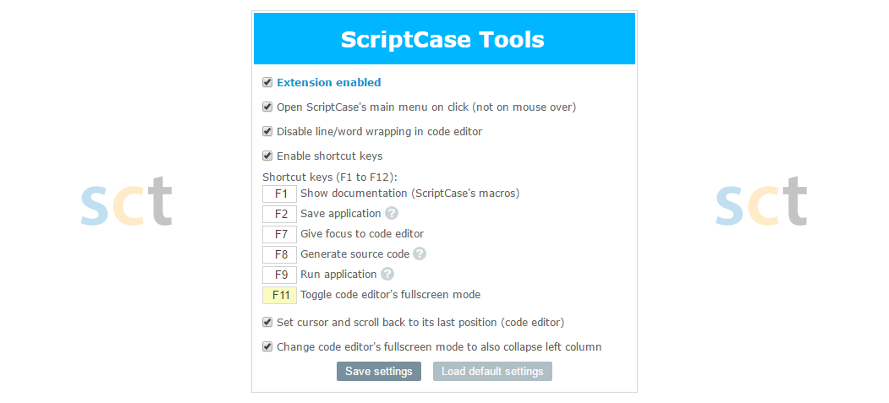 ScriptCase Tools
Extension enabled
Open ScriptCase's main menu on click (not on mouse over)
Disable line/word wrapping in code editor
Enable shortcut keys
Shortcut keys (F1 to F12):
F1 Show documentation (ScriptCase's macros)
F2 Save application ?
F7 Give focus to code editor
F8 Generate source code ?
F9 Run application ?
F11 Toggle code editor's fullscreen mode
sct
sct
Set cursor and scroll back to its last position (code editor)
Change code editor's fullscreen mode to also collapse left column
Save settings Load default settings